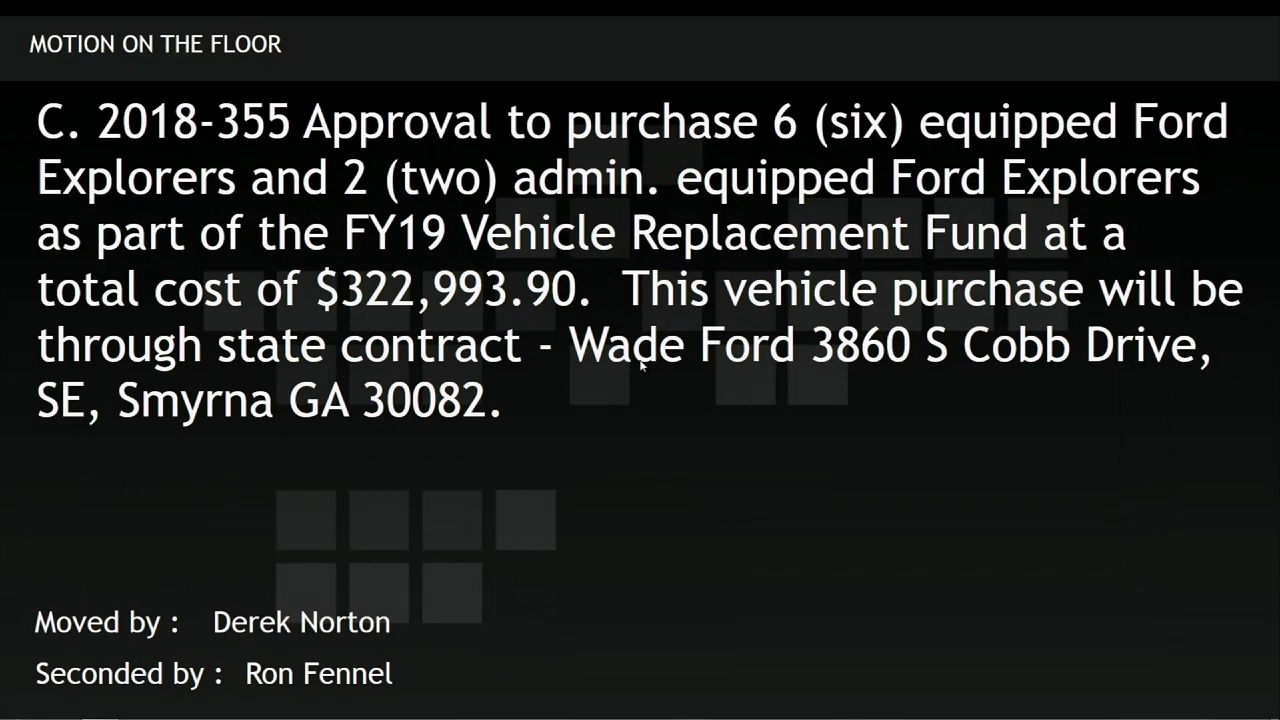 MOTION ON THE FLOOR
C. 2018-355 Approval to purchase 6 (six) equipped Ford
Explorers and 2 (two) admin. equipped Ford Explorers
as part of the FY19 Vehicle Replacement Fund at a
total cost of $322,993.90.  This vehicle purchase will be
through state contract - Wade Ford 3860 S Cobb Drive,
SE, Smyrna GA 30082.
Moved by :    Derek Norton
Seconded by :   Ron Fennel